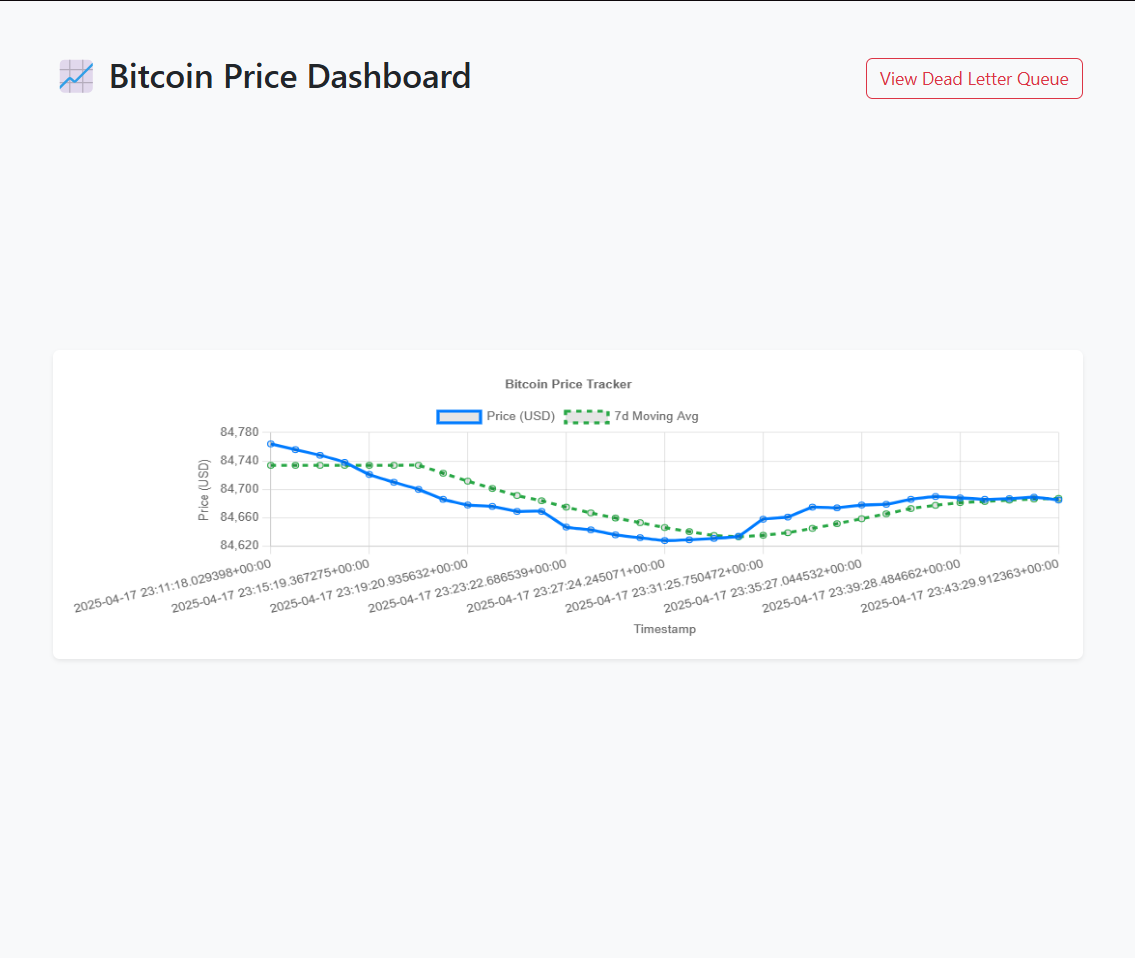 Bitcoin Price Dashboard
View Dead Letter Queue
Bitcoin Price Tracker
Price (USD) 7d Moving Avg
Price (USD)
84,780
84,740
84,700
84,660
84,620
2025-04-17 23:11:18.029398+00:00
2025-04-17 23:15:19.367275+00:00
2025-04-17 23:19:20.935632+00:00
2025-04-17 23:23:22.686539+00:00
2025-04-17 23:27:24.245071+00:00
2025-04-17 23:31:25.750472+00:00
2025-04-17 23:35:27.044532+00:00
2025-04-17 23:39:28.484662+00:00
2025-04-17 23:43:29.912363+00:00
Timestamp